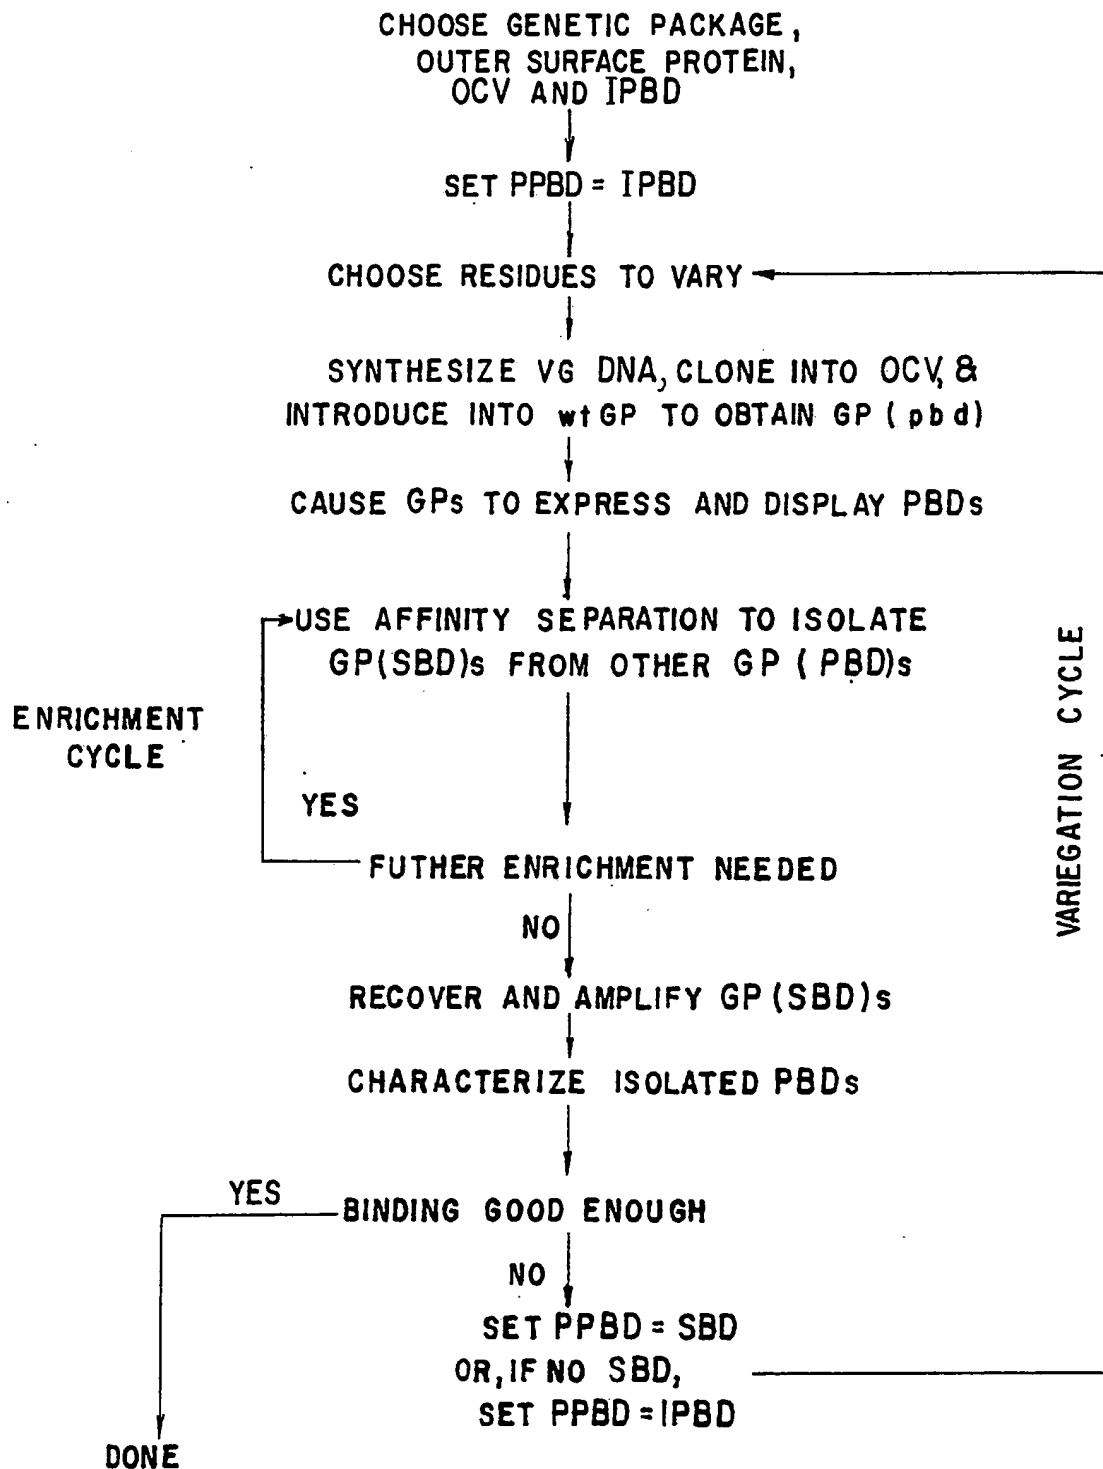 CHOOSE GENETIC PACKAGE,
OUTER SURFACE PROTEIN,
OCV AND IPBD
SET PPBD = IPBD
CHOOSE RESIDUES TO VARY
SYNTHESIZE VG DNA, CLONE INTO OCV, &
INTRODUCE INTO wtGP TO OBTAIN GP (pbd)
CAUSE GPs TO EXPRESS AND DISPLAY PBDs
USE AFFINITY SEPARATION TO ISOLATE
GP(SBD)s FROM OTHER GP (PBD)s
ENRICHMENT
CYCLE
YES
VARIEGATION CYCLE
FUTHER ENRICHMENT NEEDED
NO
RECOVER AND AMPLIFY GP (SBD)s
CHARACTERIZE ISOLATED PBDs
YES
BINDING GOOD ENOUGH
NO
SET PPBD = SBD
OR, IF NO SBD,
SET PPBD = IPBD
DONE